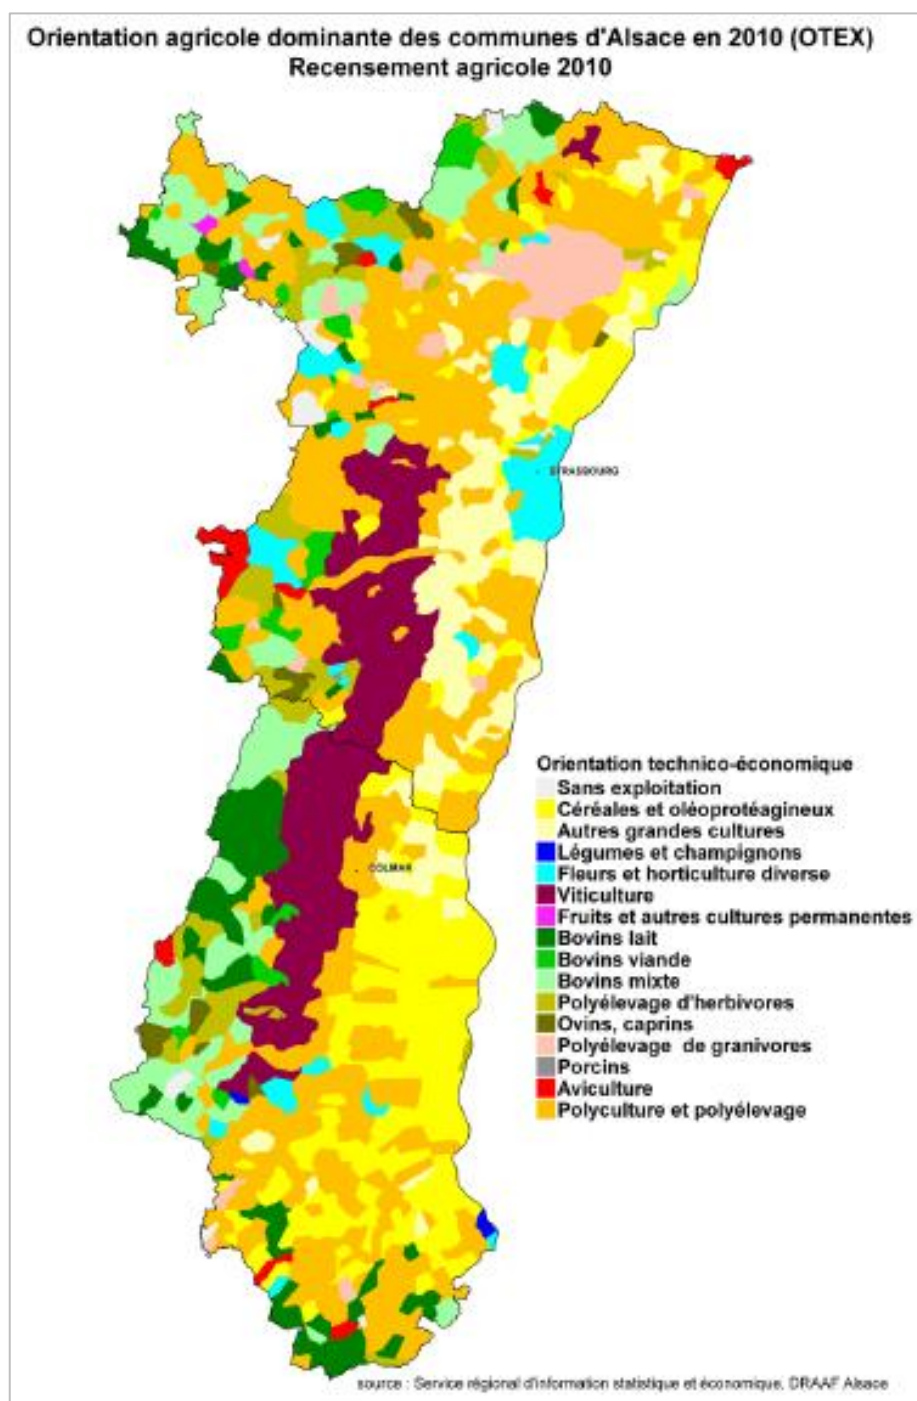 Orientation agricole dominante des communes d'Alsace en 2010 (OTEX)
Recensement agricole 2010
STRASBOURG
COLMAR
Orientation technico-économique
Sans exploitation
Céréales et oléoprotéagineux
Autres grandes cultures
Légumes et champignons
Fleurs et horticulture diverse
Viticulture
Fruits et autres cultures permanentes
Bovins lait
Bovins viande
Bovins mixte
Polyélevage d'herbivores
Ovins, caprins
Polyélevage de granivores
Porcins
Aviculture
Polyculture et polyélevage
source : Service régional d'information statistique et économique, DRAAF Alsace